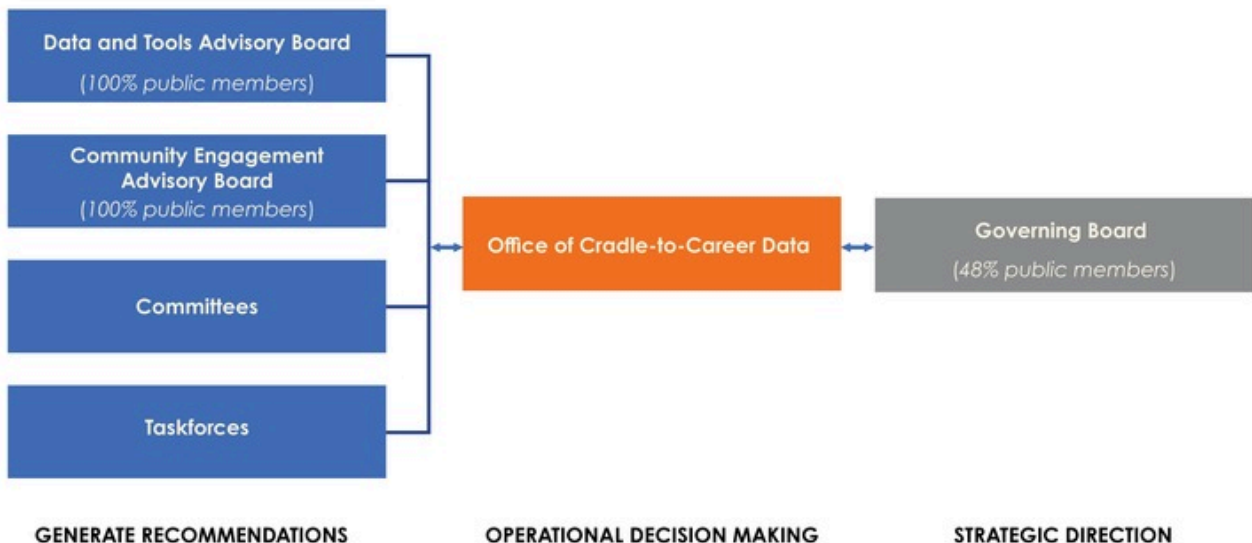 Data and Tools Advisory Board
(100% public members)
Community Engagement
Advisory Board
(100% public members)
Committees
Taskforces
Office of Cradle-to-Career Data
Governing Board
(48% public members)
GENERATE RECOMMENDATIONS
OPERATIONAL DECISION MAKING
STRATEGIC DIRECTION